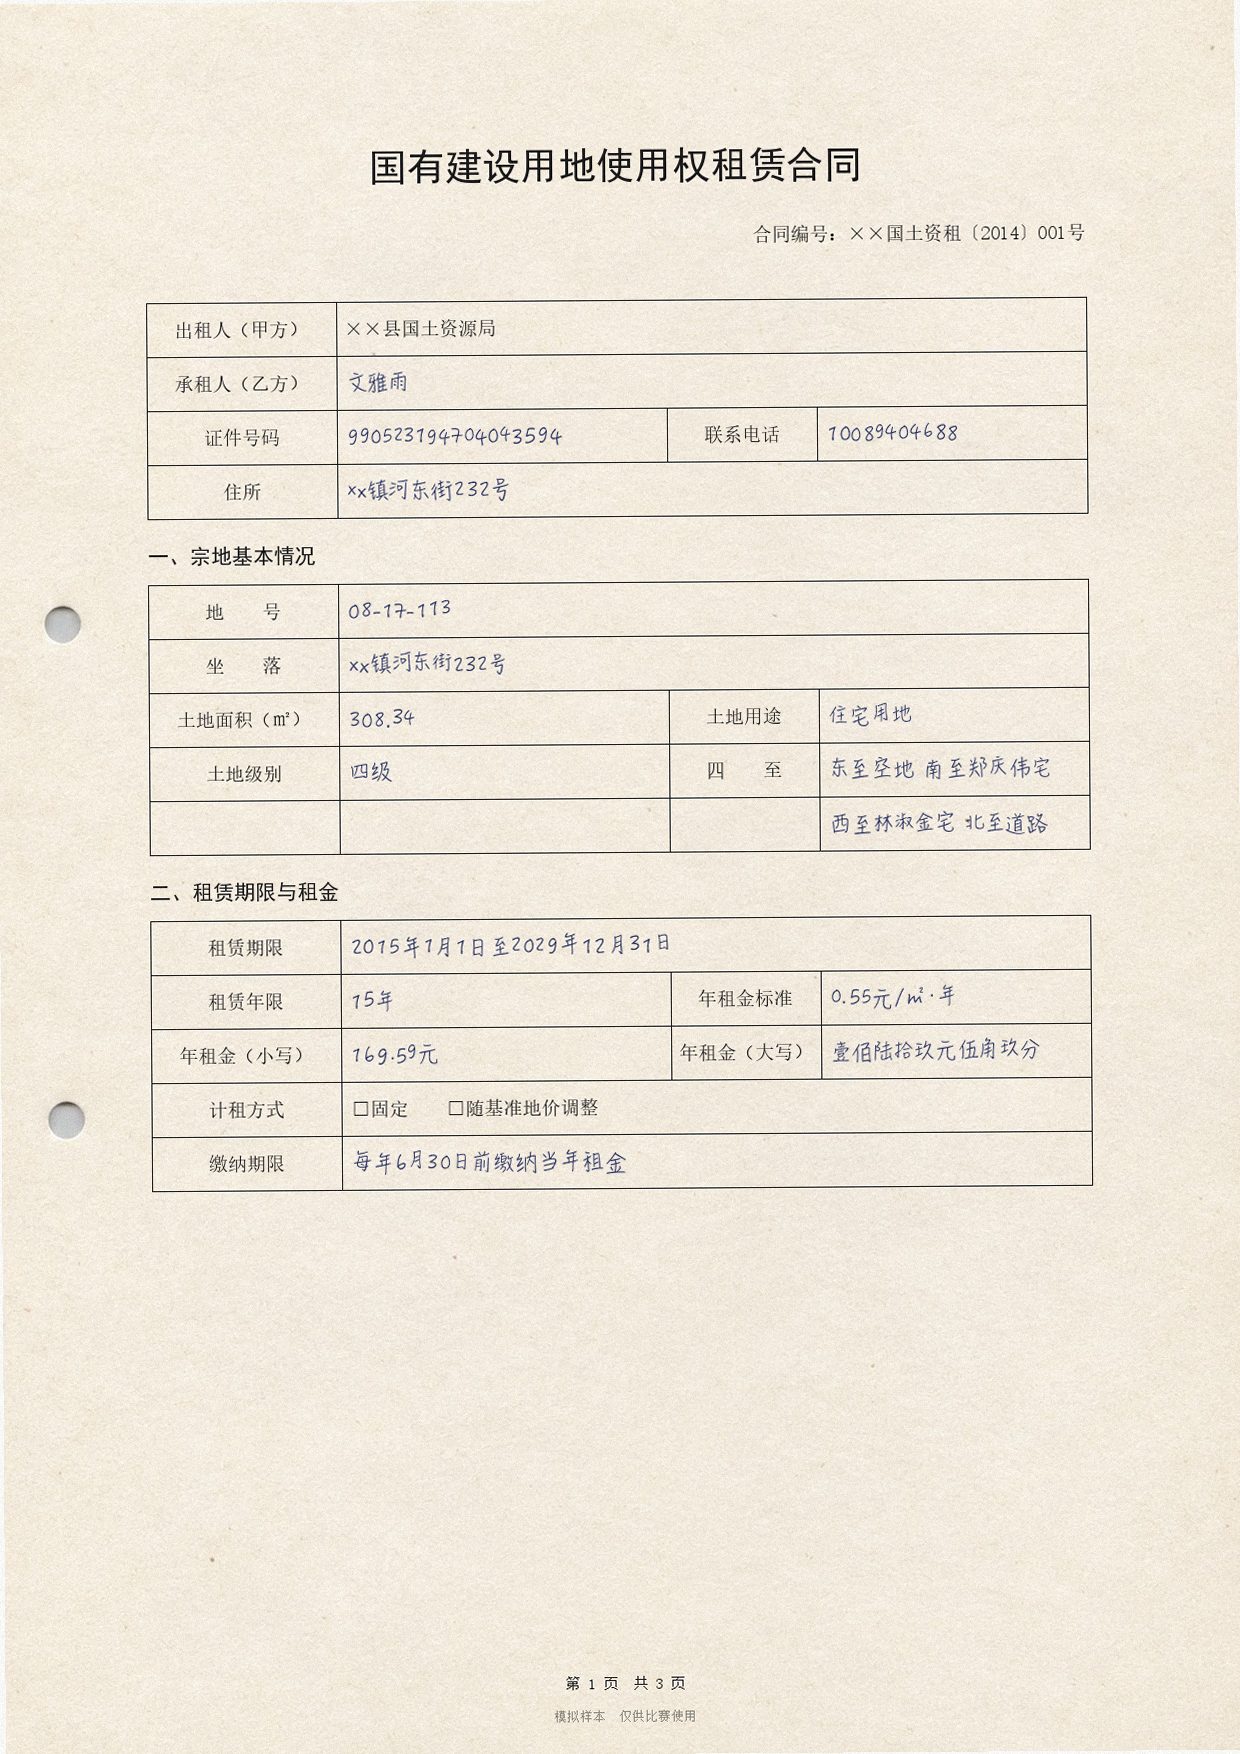 国有建设用地使用权租赁合同
合同编号：××国土资租〔2014〕001号
出租人（甲方） ××县国土资源局
承租人（乙方） 文雅雨
证件号码 990523194704043594 联系电话 10089404688
住所 xx镇河东街232号
一、宗地基本情况
地 号 08-17-113
坐 落 xx镇河东街232号
土地面积（㎡） 308.34 土地用途 住宅用地
土地级别 四级 四 至 东至空地 南至郑庆伟宅
西至林淑金宅 北至道路
二、租赁期限与租金
租赁期限 2015年1月1日至2029年12月31日
租赁年限 15年 年租金标准 0.55元/㎡·年
年租金（小写） 169.59元 年租金（大写） 壹佰陆拾玖元伍角玖分
计租方式 □固定 □随基准地价调整
缴纳期限 每年6月30日前缴纳当年租金
第 1 页 共 3 页
模拟样本 仅供比赛使用